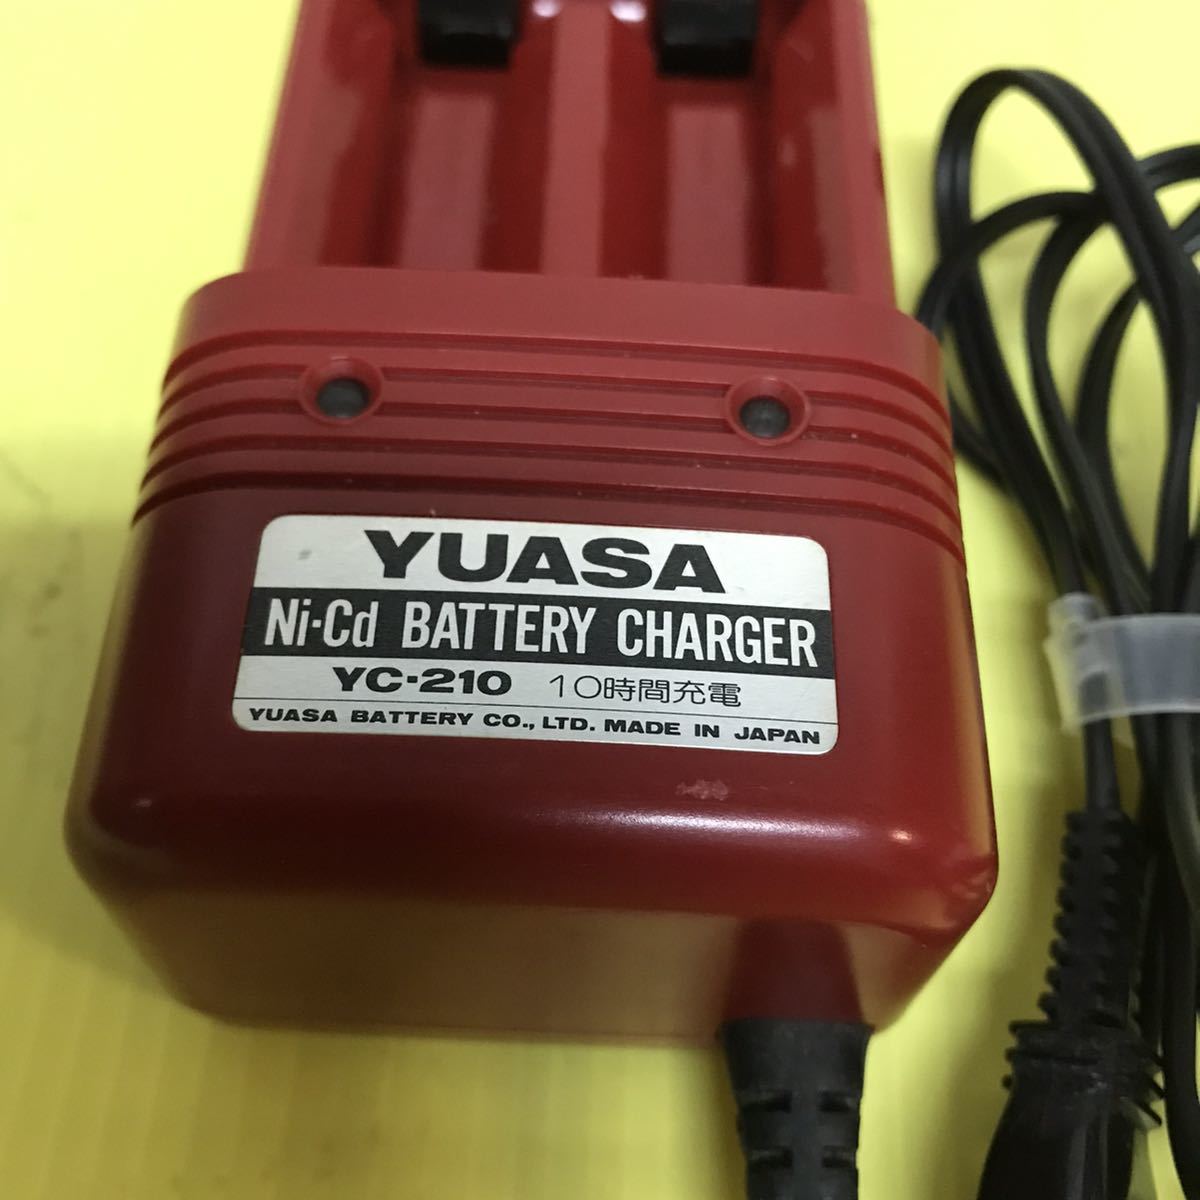 YUASA
Ni-Cd BATTERY CHARGER
YC-210 10時間充電
YUASA BATTERY CO., LTD. MADE IN JAPAN